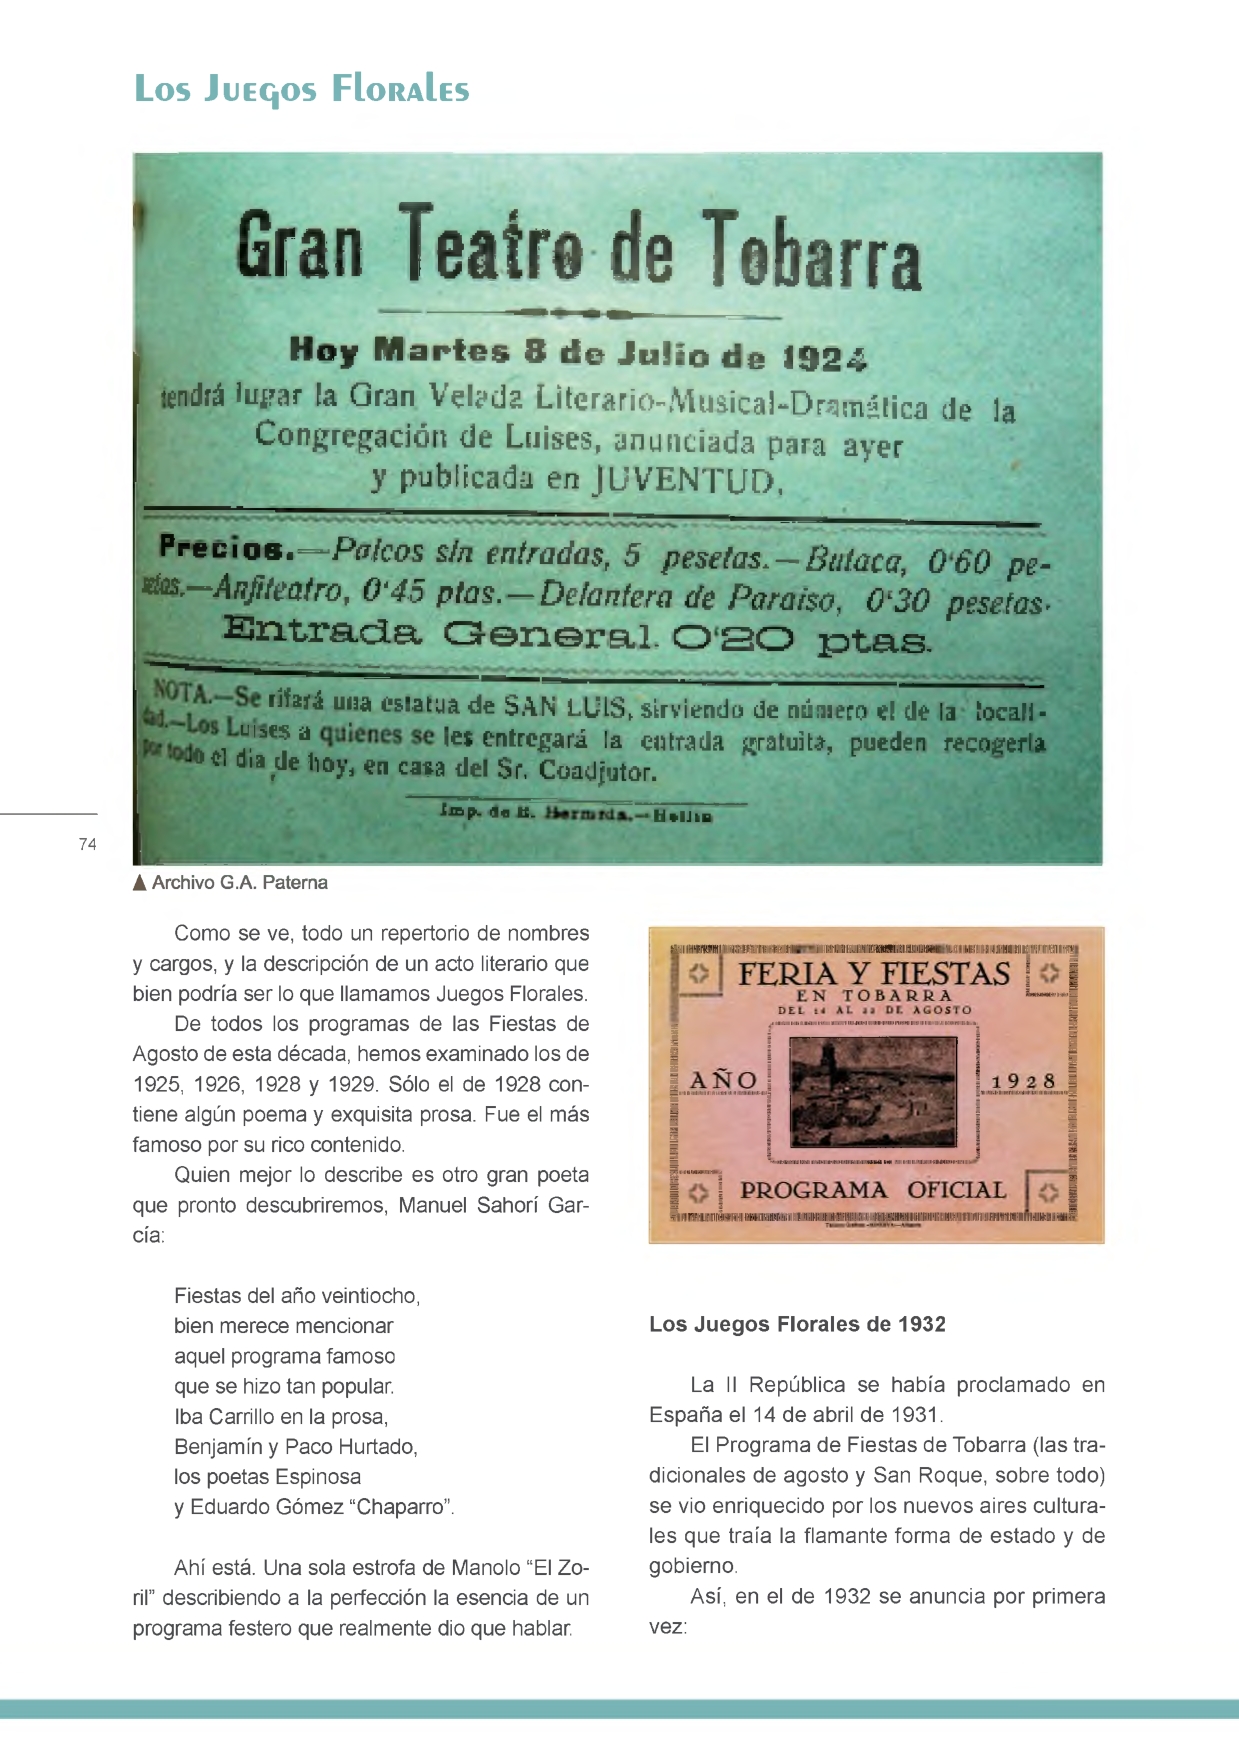 Los Juegos Florales
Gran Teatro de Tobarra
Hoy Martes 8 de Julio de 1924
tendrá lugar la Gran Velada Literario-Musical-Dramática de la
Congregación de Luises, anunciada para ayer
y publicada en JUVENTUD.
Precios.—Palcos sin entradas, 5 pesetas.—Butaca, 0'60 pe-
setas.—Anfiteatro, 0'45 ptas.—Delantera de Paraiso, 0'30 pesetas.
Entrada General. 0'20 ptas.
NOTA.—Se rifará una estatua de SAN LUIS, sirviendo de número el de la locali-
dad.—Los Luises a quienes se les entregará la entrada gratuita, pueden recogerla
por todo el dia de hoy, en casa del Sr. Coadjutor.
Imp. de H. Hermida.—Hellin
74
Archivo G.A. Paterna
Como se ve, todo un repertorio de nombres
y cargos, y la descripción de un acto literario que
bien podría ser lo que llamamos Juegos Florales.
De todos los programas de las Fiestas de
Agosto de esta década, hemos examinado los de
1925, 1926, 1928 y 1929. Sólo el de 1928 con-
tiene algún poema y exquisita prosa. Fue el más
famoso por su rico contenido.
Quien mejor lo describe es otro gran poeta
que pronto descubriremos, Manuel Sahorí Gar-
cía:
Fiestas del año veintiocho,
bien merece mencionar
aquel programa famoso
que se hizo tan popular.
Iba Carrillo en la prosa,
Benjamín y Paco Hurtado,
los poetas Espinosa
y Eduardo Gómez “Chaparro”.
Ahí está. Una sola estrofa de Manolo “El Zo-
ril” describiendo a la perfección la esencia de un
programa festero que realmente dio que hablar.
FERIA Y FIESTAS
EN TOBARRA
DEL 14 AL 22 DE AGOSTO
AÑO 1928
PROGRAMA OFICIAL
Los Juegos Florales de 1932
La II República se había proclamado en
España el 14 de abril de 1931.
El Programa de Fiestas de Tobarra (las tra-
dicionales de agosto y San Roque, sobre todo)
se vio enriquecido por los nuevos aires cultura-
les que traía la flamante forma de estado y de
gobierno.
Así, en el de 1932 se anuncia por primera
vez: